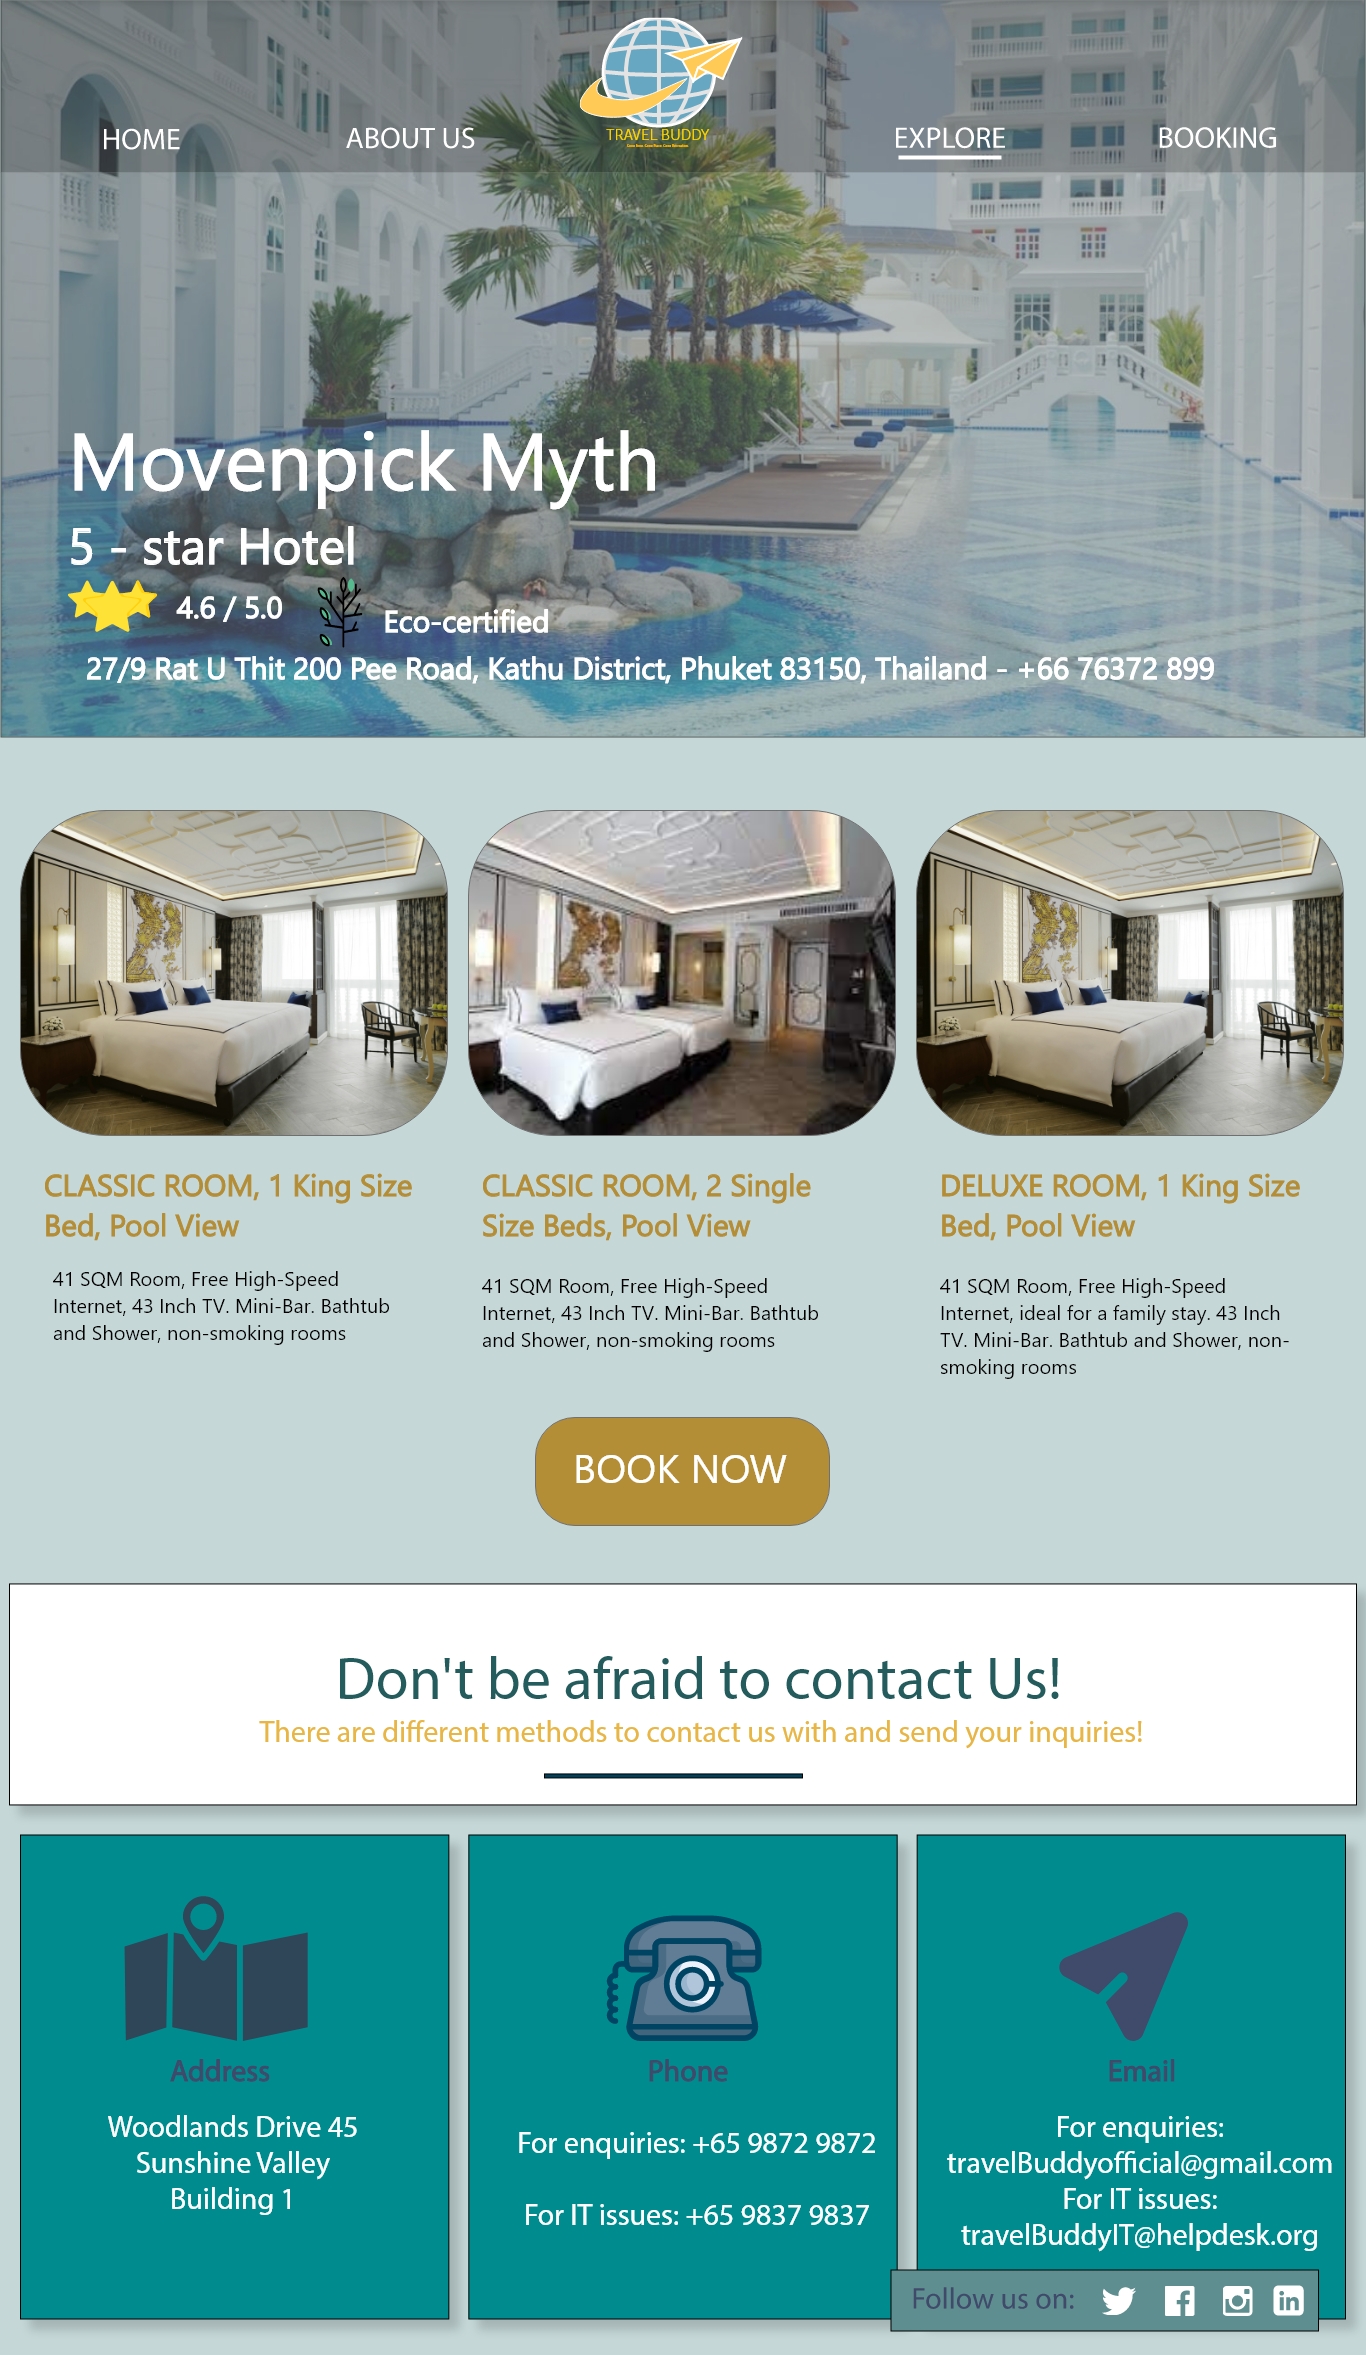 HOME
ABOUT US
TRAVEL BUDDY
EXPLORE
BOOKING
Movenpick Myth
5 - star Hotel
4.6 / 5.0
Eco-certified
27/9 Rat U Thit 200 Pee Road, Kathu District, Phuket 83150, Thailand - +66 76372 899
CLASSIC ROOM, 1 King Size
Bed, Pool View
41 SQM Room, Free High-Speed
Internet, 43 Inch TV. Mini-Bar. Bathtub
and Shower, non-smoking rooms
CLASSIC ROOM, 2 Single
Size Beds, Pool View
41 SQM Room, Free High-Speed
Internet, 43 Inch TV. Mini-Bar. Bathtub
and Shower, non-smoking rooms
DELUXE ROOM, 1 King Size
Bed, Pool View
41 SQM Room, Free High-Speed
Internet, ideal for a family stay. 43 Inch
TV. Mini-Bar. Bathtub and Shower, non-
smoking rooms
BOOK NOW
Don't be afraid to contact Us!
There are different methods to contact us with and send your inquiries!
Address
Woodlands Drive 45
Sunshine Valley
Building 1
Phone
For enquiries: +65 9872 9872
For IT issues: +65 9837 9837
Email
For enquiries:
travelBuddyofficial@gmail.com
For IT issues:
travelBuddyIT@helpdesk.org
Follow us on: